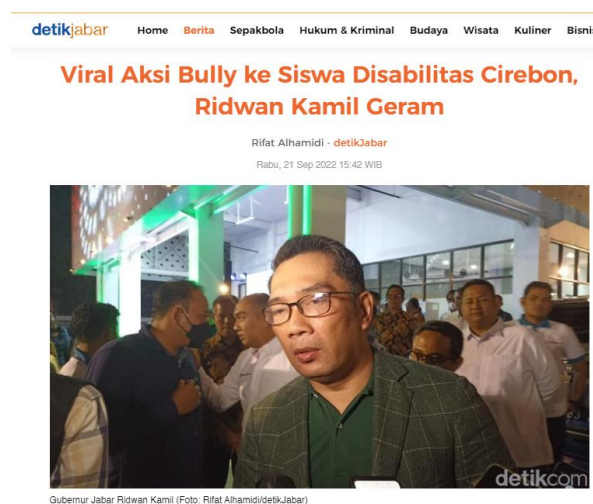 detikjabar Home Berita Sepakbola Hukum & Kriminal Budaya Wisata Kuliner Bisnis
Viral Aksi Bully ke Siswa Disabilitas Cirebon,
Ridwan Kamil Geram
Rifat Alhamidi - detikJabar
Rabu, 21 Sep 2022 15:42 WIB
detikcom
Gubernur Jabar Ridwan Kamil (Foto: Rifat Alhamidi/detikJabar)